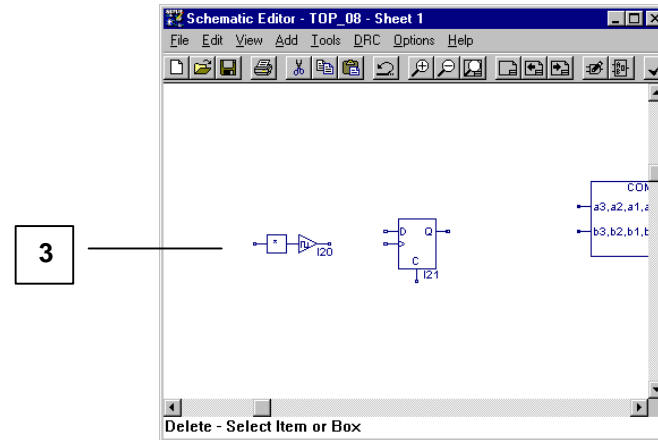 Schematic Editor - TOP_08 - Sheet 1
File Edit View Add Tools DRC Options Help
COM
a3,a2,a1,a
D Q
b3,b2,b1,b
3
*
I20
C
I21
Delete - Select Item or Box